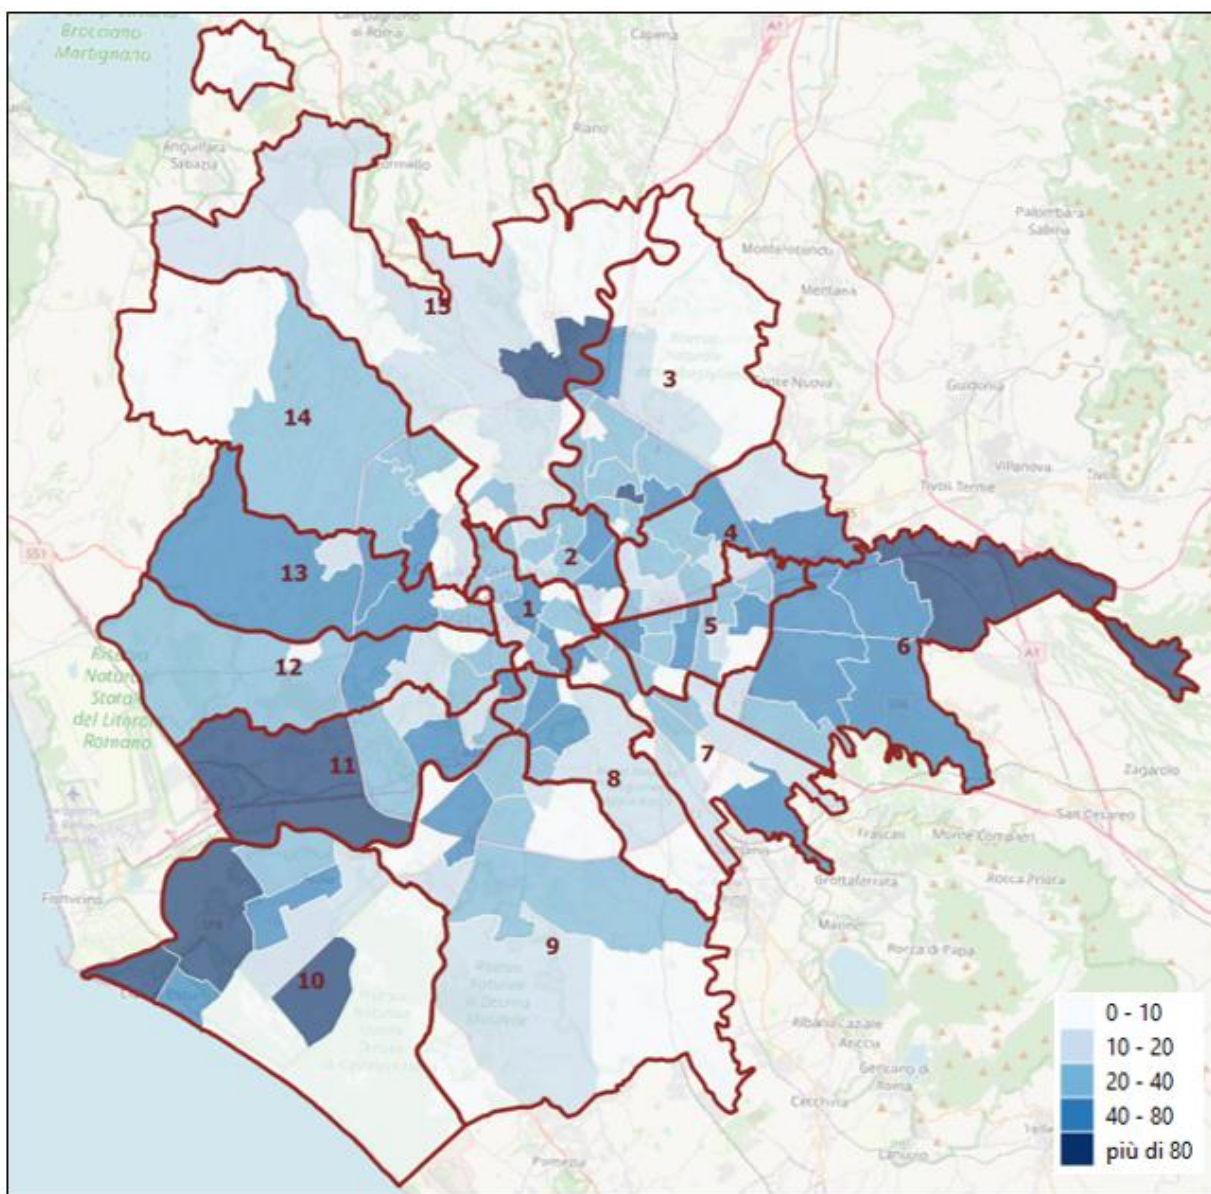 Bracciano-
Martignano
di Roma
Capena
A1
Riano
Anguillara
Sabazia
Formello
Palombara
Sabina
Monterotondo
Mentana
15
3
Fonte Nuova
Guidonia
14
Villanova
Tivoli Terme
Tivoli
SS1
4
2
13
1
5
6
A1
12
Riserva
Naturale
Statale
del Litorale
Romano
7
11
8
Zagarolo
San Cesareo
Frascati
Monte Compatri
Fiumicino
Grottaferrata
Rocca Priora
Marino
9
Rocca di Papa
10
Albano Laziale
Ariccia
Genzano di
Roma
Cecchina
Lanuvio
Pomezia
0 - 10
10 - 20
20 - 40
40 - 80
più di 80